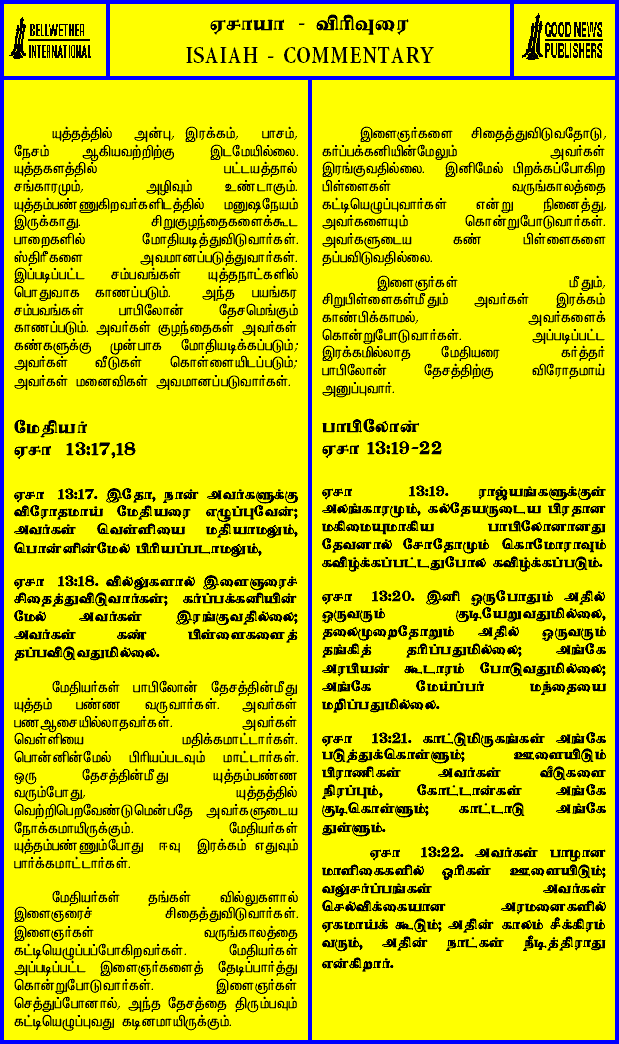 BELLWETHER
INTERNATIONAL
ஏசாயா - விரிவுரை
ISAIAH - COMMENTARY
GOOD NEWS
PUBLISHERS
யுத்தத்தில் அன்பு, இரக்கம், பாசம்,
நேசம் ஆகியவற்றிற்கு இடமேயில்லை.
யுத்தகளத்தில் பட்டயத்தால்
சங்காரமும், அழிவும் உண்டாகும்.
யுத்தம்பண்ணுகிறவர்களிடத்தில் மனுஷநேயம்
இருக்காது. சிறுகுழந்தைகளைக்கூட
பாறைகளில் மோதியடித்துவிடுவார்கள்.
ஸ்திரீகளை அவமானப்படுத்துவார்கள்.
இப்படிப்பட்ட சம்பவங்கள் யுத்தநாட்களில்
பொதுவாக காணப்படும். அந்த பயங்கர
சம்பவங்கள் பாபிலோன் தேசமெங்கும்
காணப்படும். அவர்கள் குழந்தைகள் அவர்கள்
கண்களுக்கு முன்பாக மோதியடிக்கப்படும்;
அவர்கள் வீடுகள் கொள்ளையிடப்படும்;
அவர்கள் மனைவிகள் அவமானப்படுவார்கள்.
மேதியர்
ஏசா 13:17,18
ஏசா 13:17. இதோ, நான் அவர்களுக்கு
விரோதமாய் மேதியரை எழுப்புவேன்;
அவர்கள் வெள்ளியை மதியாமலும்,
பொன்னின்மேல் பிரியப்படாமலும்,
ஏசா 13:18. வில்லுகளால் இளைஞரைச்
சிதைத்துவிடுவார்கள்; கர்ப்பக்கனியின்
மேல் அவர்கள் இரங்குவதில்லை;
அவர்கள் கண் பிள்ளைகளைத்
தப்பவிடுவதுமில்லை.
மேதியர்கள் பாபிலோன் தேசத்தின்மீது
யுத்தம் பண்ண வருவார்கள். அவர்கள்
பணஆசையில்லாதவர்கள். அவர்கள்
வெள்ளியை மதிக்கமாட்டார்கள்.
பொன்னின்மேல் பிரியப்படவும் மாட்டார்கள்.
ஒரு தேசத்தின்மீது யுத்தம்பண்ண
வரும்போது, யுத்தத்தில்
வெற்றிபெறவேண்டுமென்பதே அவர்களுடைய
நோக்கமாயிருக்கும். மேதியர்கள்
யுத்தம்பண்ணும்போது ஈவு இரக்கம் எதுவும்
பார்க்கமாட்டார்கள்.
மேதியர்கள் தங்கள் வில்லுகளால்
இளைஞரைச் சிதைத்துவிடுவார்கள்.
இளைஞர்கள் வருங்காலத்தை
கட்டியெழுப்பப்போகிறவர்கள். மேதியர்கள்
அப்படிப்பட்ட இளைஞர்களைத் தேடிப்பார்த்து
கொன்றுபோடுவார்கள். இளைஞர்கள்
செத்துப்போனால், அந்த தேசத்தை திரும்பவும்
கட்டியெழுப்புவது கடினமாயிருக்கும்.
இளைஞர்களை சிதைத்துவிடுவதோடு,
கர்ப்பக்கனியின்மேலும் அவர்கள்
இரங்குவதில்லை. இனிமேல் பிறக்கப்போகிற
பிள்ளைகள் வருங்காலத்தை
கட்டியெழுப்புவார்கள் என்று நினைத்து,
அவர்களையும் கொன்றுபோடுவார்கள்.
அவர்களுடைய கண் பிள்ளைகளை
தப்பவிடுவதில்லை.
இளைஞர்கள் மீதும்,
சிறுபிள்ளைகள்மீதும் அவர்கள் இரக்கம்
காண்பிக்காமல், அவர்களைக்
கொன்றுபோடுவார்கள். அப்படிப்பட்ட
இரக்கமில்லாத மேதியரை கர்த்தர்
பாபிலோன் தேசத்திற்கு விரோதமாய்
அனுப்புவார்.
பாபிலோன்
ஏசா 13:19-22
ஏசா 13:19. ராஜ்யங்களுக்குள்
அலங்காரமும், கல்தேயருடைய பிரதான
மகிமையுமாகிய பாபிலோனானது
தேவனால் சோதோமும் கொமோராவும்
கவிழ்க்கப்பட்டதுபோல கவிழ்க்கப்படும்.
ஏசா 13:20. இனி ஒருபோதும் அதில்
ஒருவரும் குடியேறுவதுமில்லை,
தலைமுறைதோறும் அதில் ஒருவரும்
தங்கித் தரிப்பதுமில்லை; அங்கே
அரபியன் கூடாரம் போடுவதுமில்லை;
அங்கே மேய்ப்பர் மந்தையை
மறிப்பதுமில்லை.
ஏசா 13:21. காட்டுமிருகங்கள் அங்கே
படுத்துக்கொள்ளும்; ஊளையிடும்
பிராணிகள் அவர்கள் வீடுகளை
நிரப்பும், கோட்டான்கள் அங்கே
குடிகொள்ளும்; காட்டாடு அங்கே
துள்ளும்.
ஏசா 13:22. அவர்கள் பாழான
மாளிகைகளில் ஓரிகள் ஊளையிடும்;
வலுசர்ப்பங்கள் அவர்கள்
செல்விக்கையான அரமனைகளில்
ஏகமாய்க் கூடும்; அதின் காலம் சீக்கிரம்
வரும், அதின் நாட்கள் நீடித்திராது
என்கிறார்.